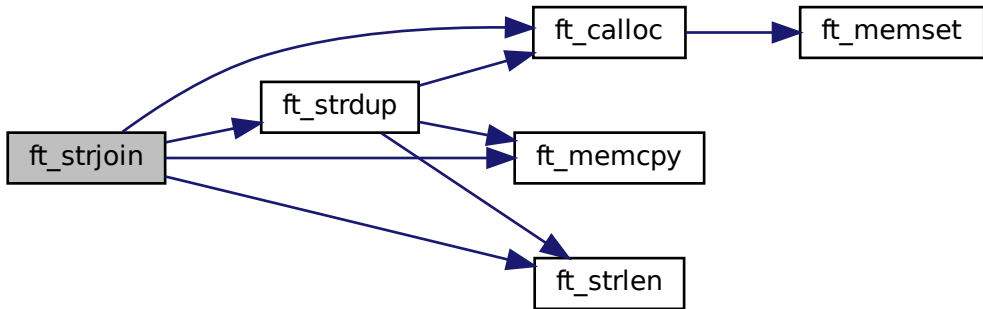 ft_strjoin
ft_strdup
ft_calloc
ft_memset
ft_memcpy
ft_strlen